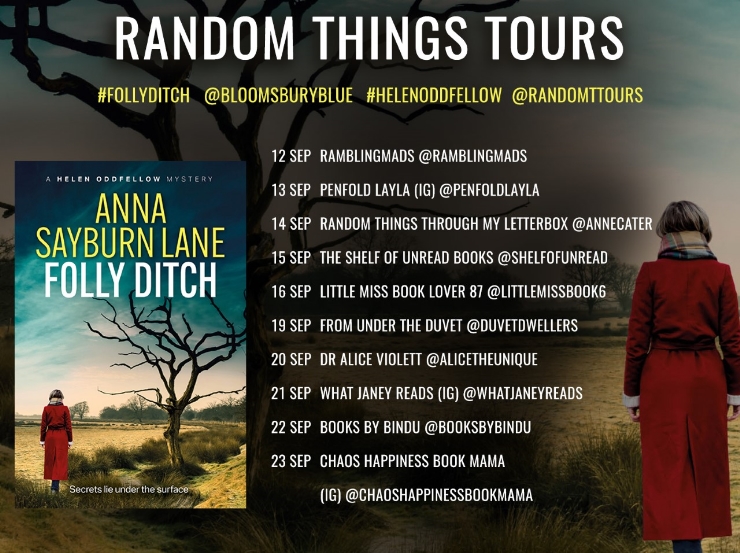 RANDOM THINGS TOURS
#FOLLYDITCH @BLOOMSBURYBLUE #HELENODDFELLOW @RANDOMTTOURS
A HELEN ODDFELLOW MYSTERY
ANNA
SAYBURN LANE
FOLLY DITCH
Secrets lie under the surface
12 SEP RAMBLINGMADS @RAMBLINGMADS
13 SEP PENFOLD LAYLA (IG) @PENFOLDLAYLA
14 SEP RANDOM THINGS THROUGH MY LETTERBOX @ANNECATER
15 SEP THE SHELF OF UNREAD BOOKS @SHELFOFUNREAD
16 SEP LITTLE MISS BOOK LOVER 87 @LITTLEMISSBOOK6
19 SEP FROM UNDER THE DUVET @DUVETDWELLERS
20 SEP DR ALICE VIOLETT @ALICETHEUNIQUE
21 SEP WHAT JANEY READS (IG) @WHATJANEYREADS
22 SEP BOOKS BY BINDU @BOOKSBYBINDU
23 SEP CHAOS HAPPINESS BOOK MAMA
(IG) @CHAOSHAPPINESSBOOKMAMA